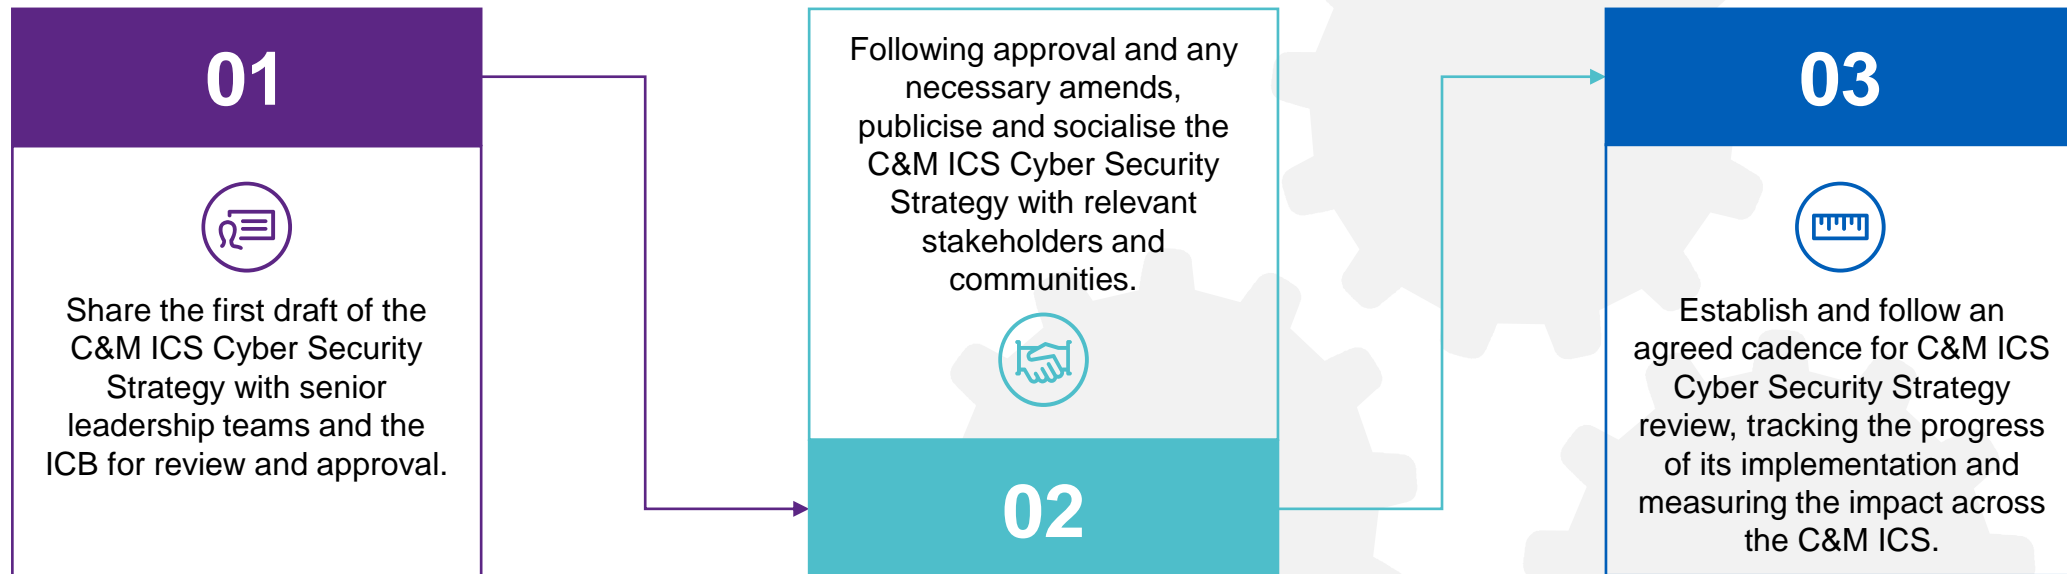 01
Share the first draft of the
C&M ICS Cyber Security
Strategy with senior
leadership teams and the
ICB for review and approval.
Following approval and any
necessary amends,
publicise and socialise the
C&M ICS Cyber Security
Strategy with relevant
stakeholders and
communities.
02
03
Establish and follow an
agreed cadence for C&M ICS
Cyber Security Strategy
review, tracking the progress
of its implementation and
measuring the impact across
the C&M ICS.